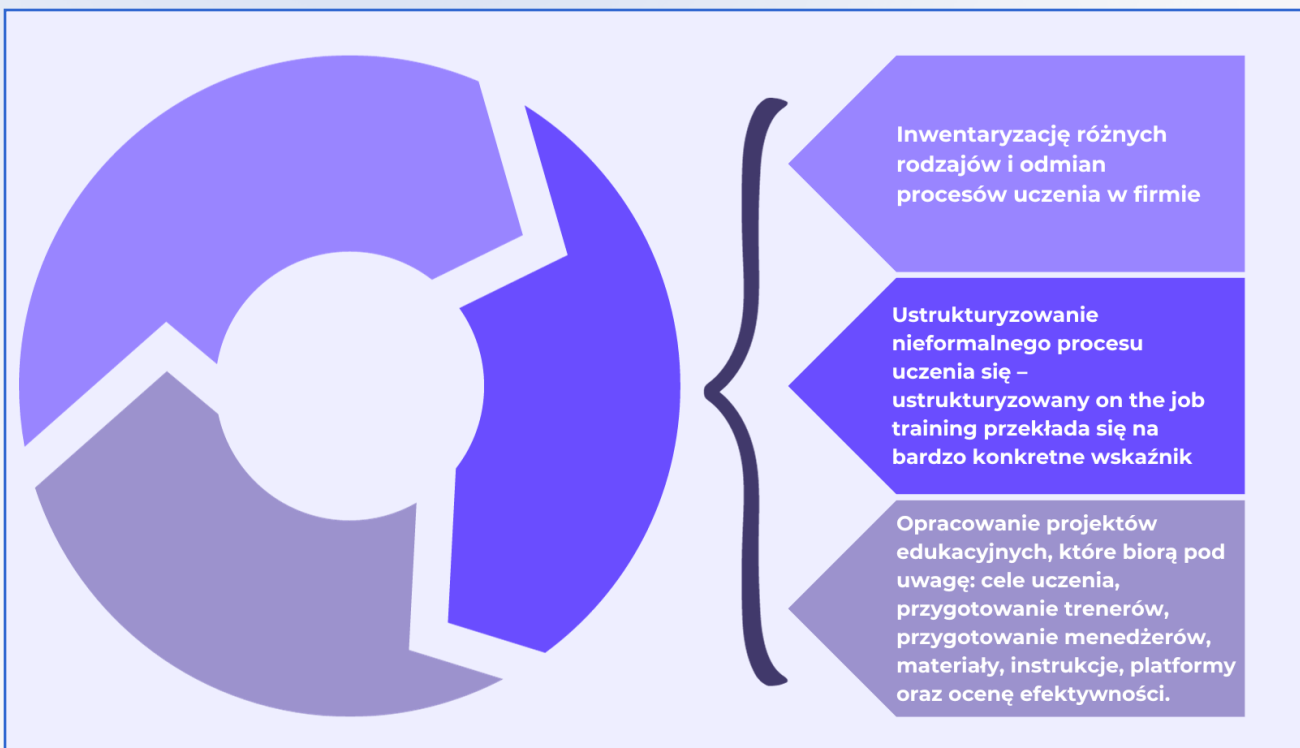 Inwentaryzację różnych
rodzajów i odmian
procesów uczenia w firmie
Ustrukturyzowanie
nieformalnego procesu
uczenia się –
ustrukturyzowany on the job
training przekłada się na
bardzo konkretne wskaźnik
Opracowanie projektów
edukacyjnych, które biorą pod
uwagę: cele uczenia,
przygotowanie trenerów,
przygotowanie menedżerów,
materiały, instrukcje, platformy
oraz ocenę efektywności.